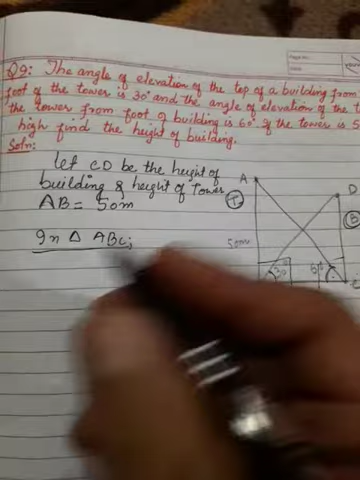 Q9: The angle of elevation of the top of a building from
foot of the tower is 30° and the angle of elevation of the t
the tower from foot of building is 60°. If the tower is 5
high find the height of building.
Soln:
let CD be the height of
building & height of Tower
AB = 50m
In Δ ABC;
A
D
T
B
50m
30°
C